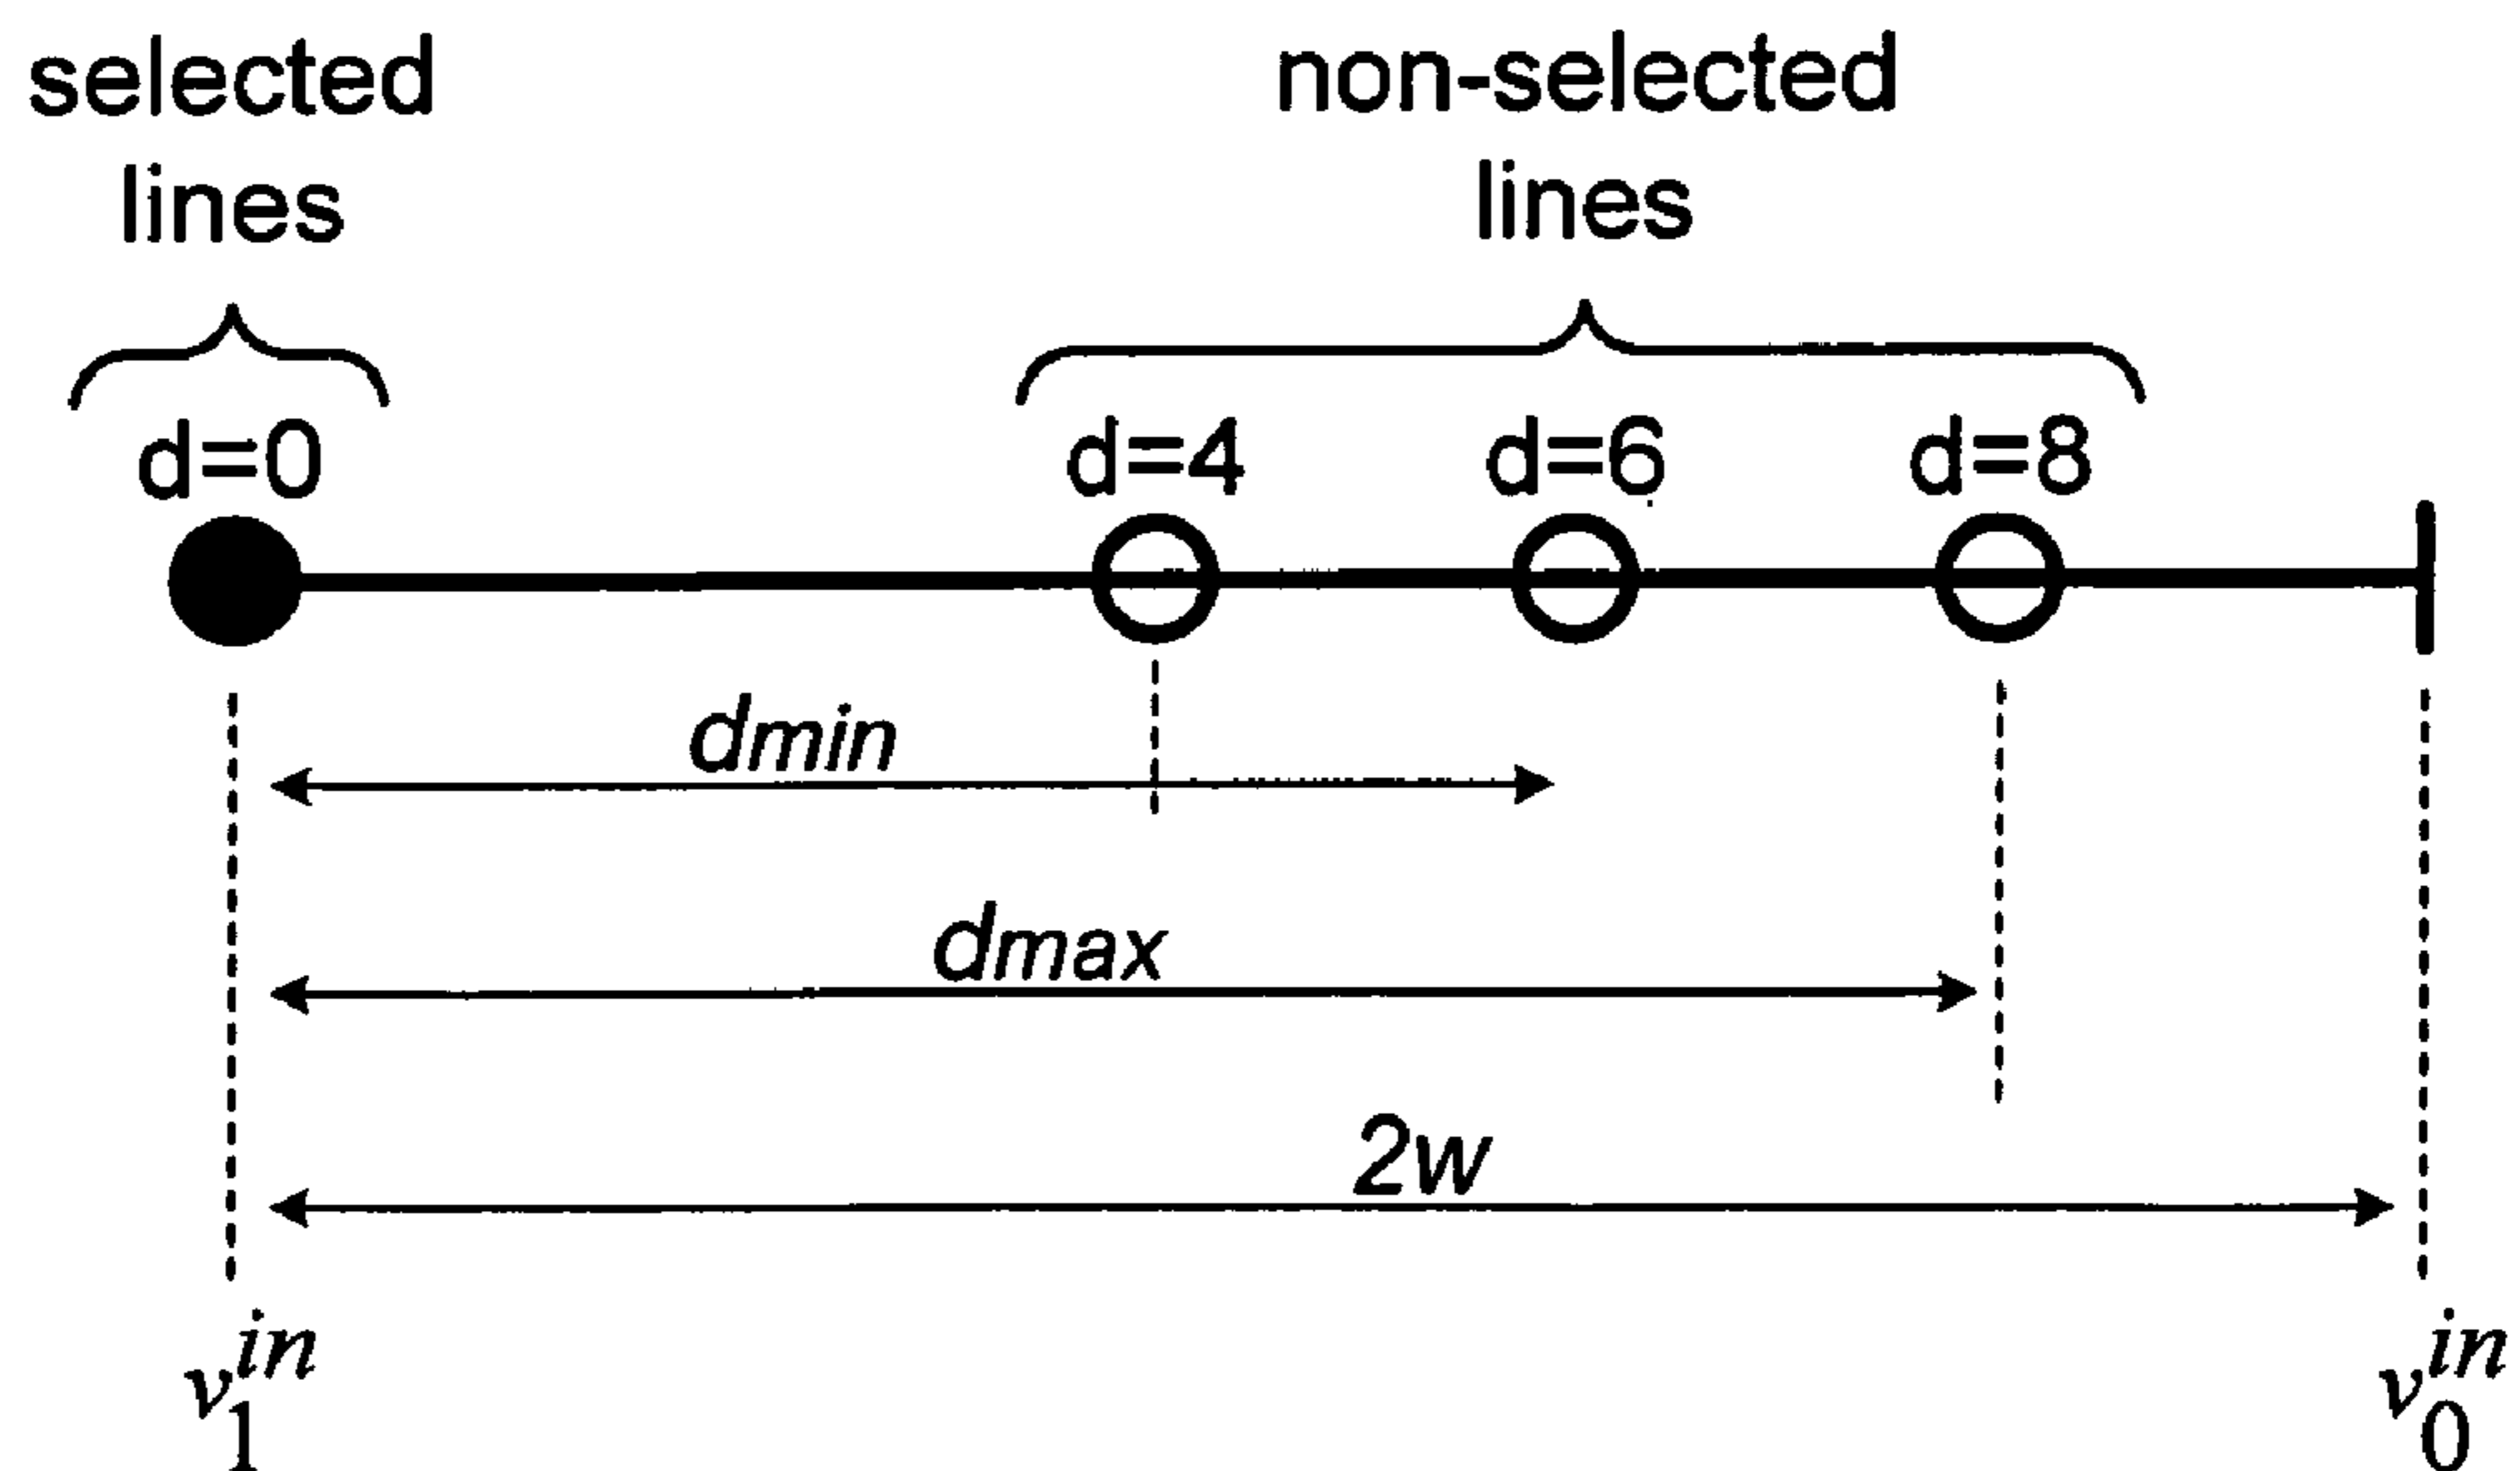 selected
lines
non-selected
lines
d=0
d=4
d=6
d=8
dmin
dmax
2w
v₁ⁱⁿ
v₀ⁱⁿ